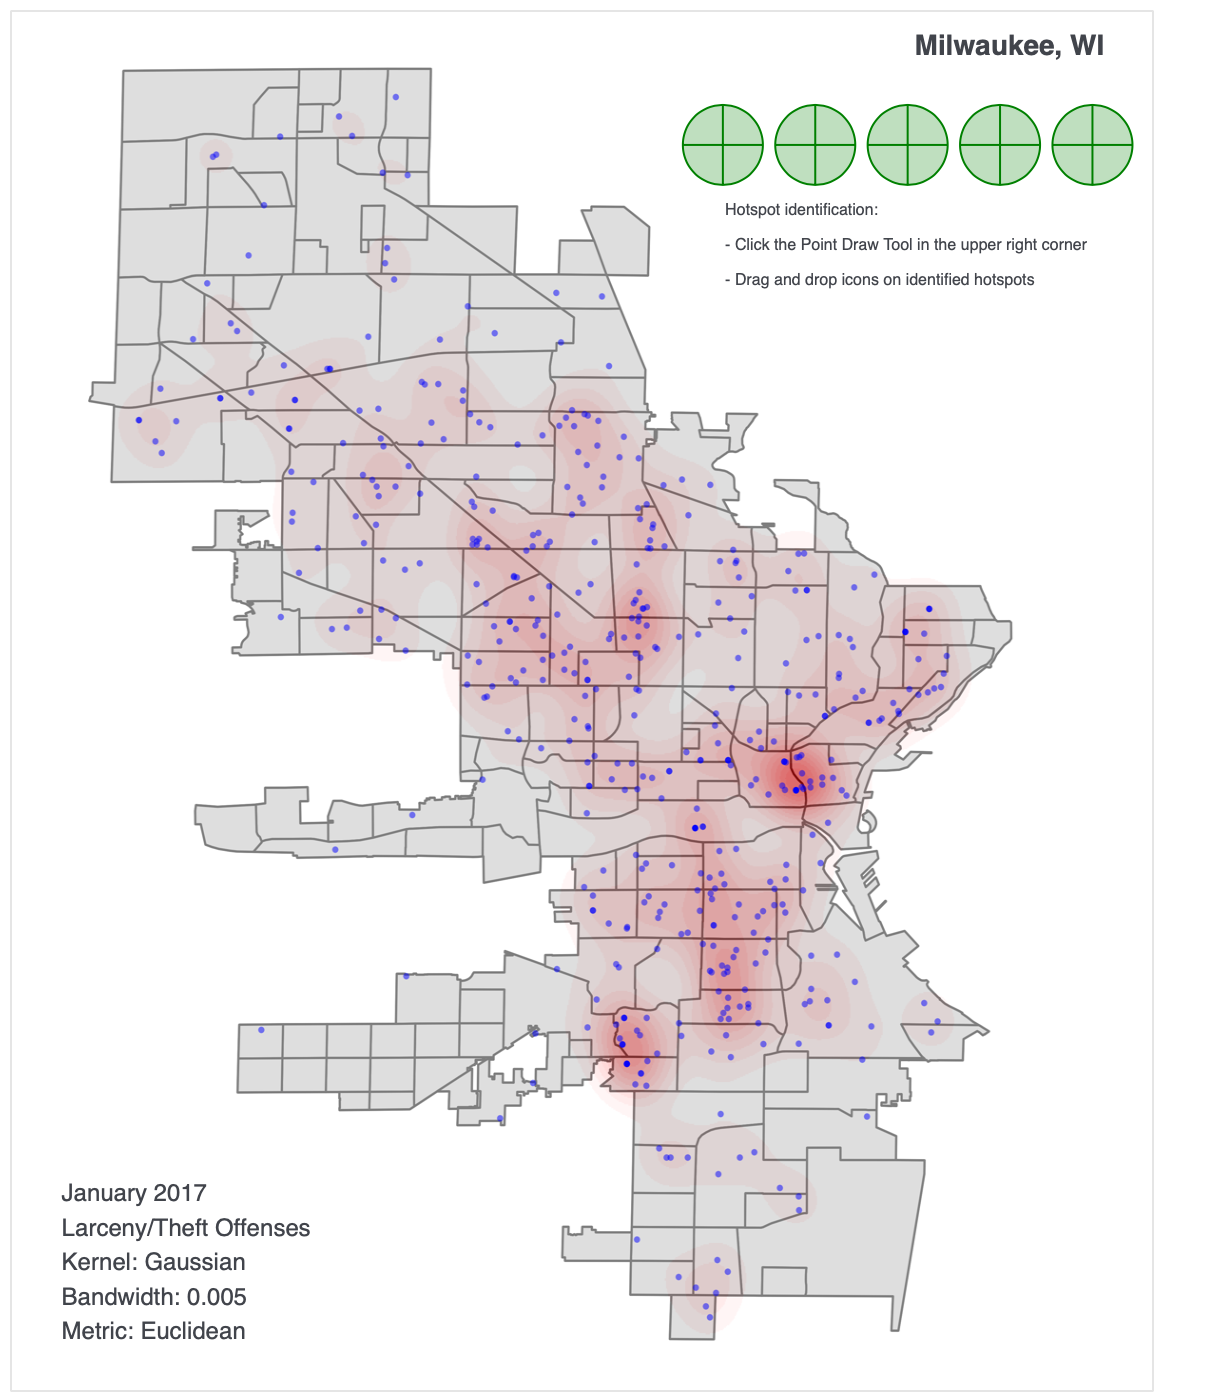 Milwaukee, WI
Hotspot identification:
- Click the Point Draw Tool in the upper right corner
- Drag and drop icons on identified hotspots
January 2017
Larceny/Theft Offenses
Kernel: Gaussian
Bandwidth: 0.005
Metric: Euclidean